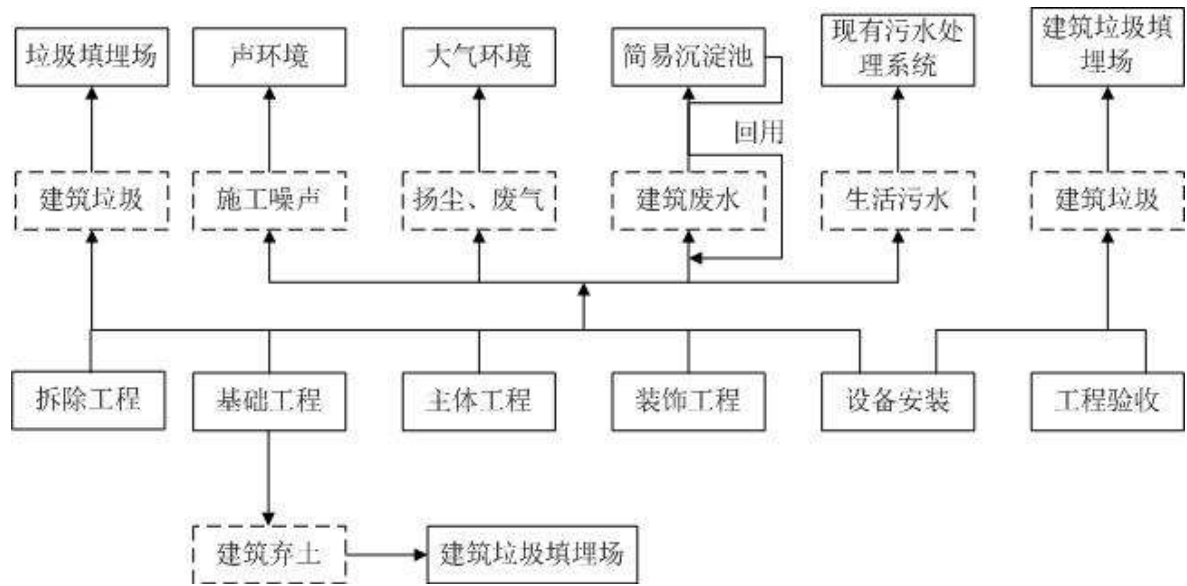 垃圾填埋场
声环境
大气环境
简易沉淀池
现有污水处
理系统
建筑垃圾填
埋场
回用
建筑垃圾
施工噪声
扬尘、废气
建筑废水
生活污水
建筑垃圾
拆除工程
基础工程
主体工程
装饰工程
设备安装
工程验收
建筑弃土
建筑垃圾填埋场